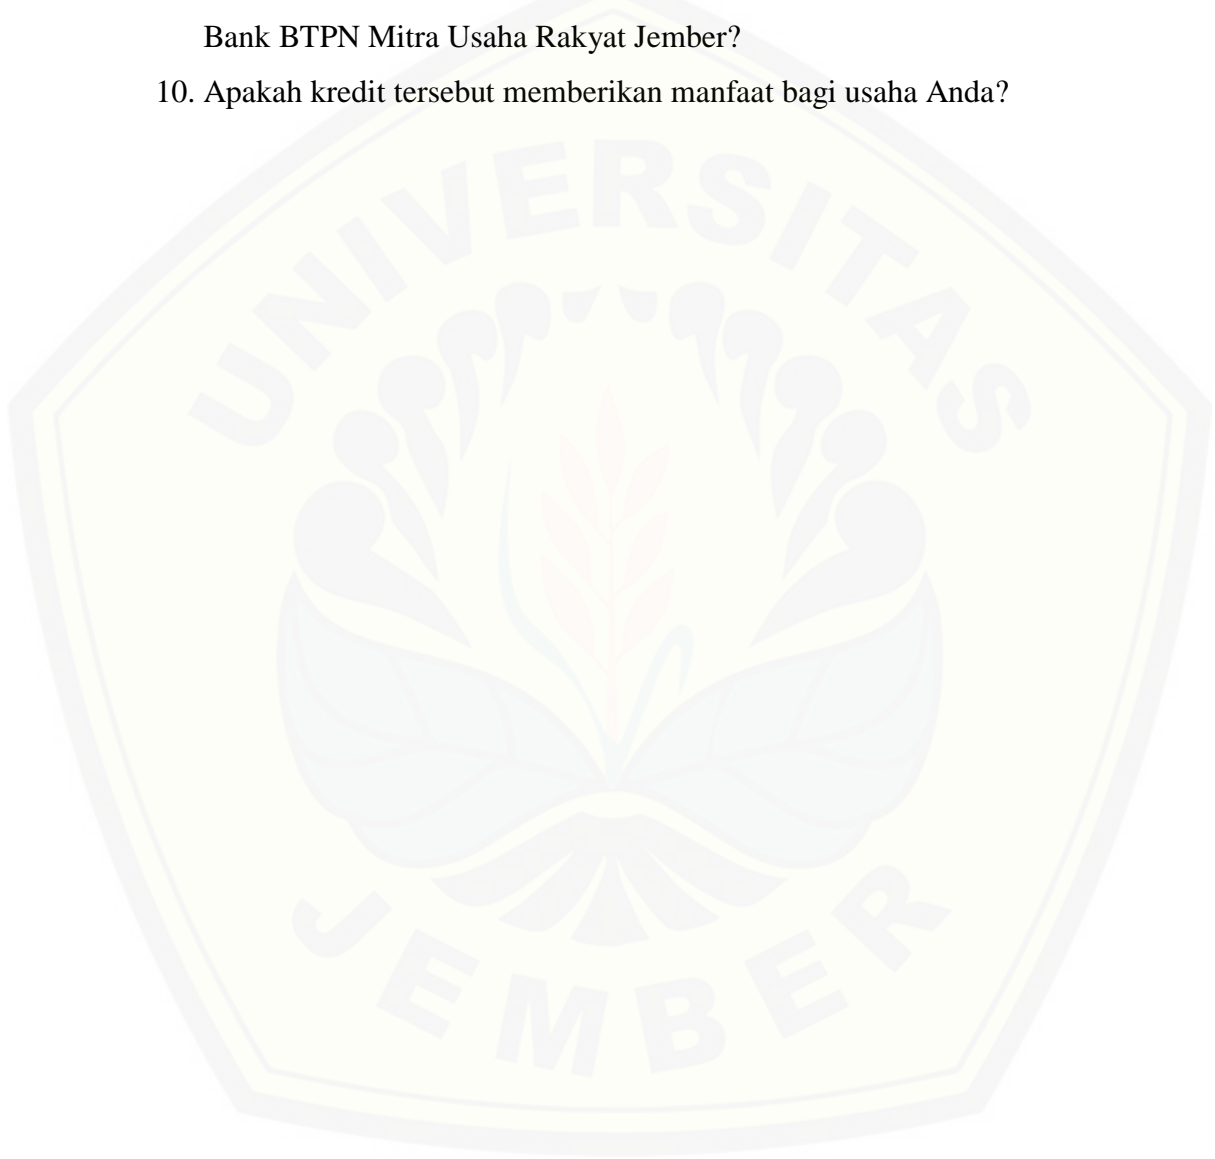 Bank BTPN Mitra Usaha Rakyat Jember?
10. Apakah kredit tersebut memberikan manfaat bagi usaha Anda?
UNIVERSITAS
JEMBER